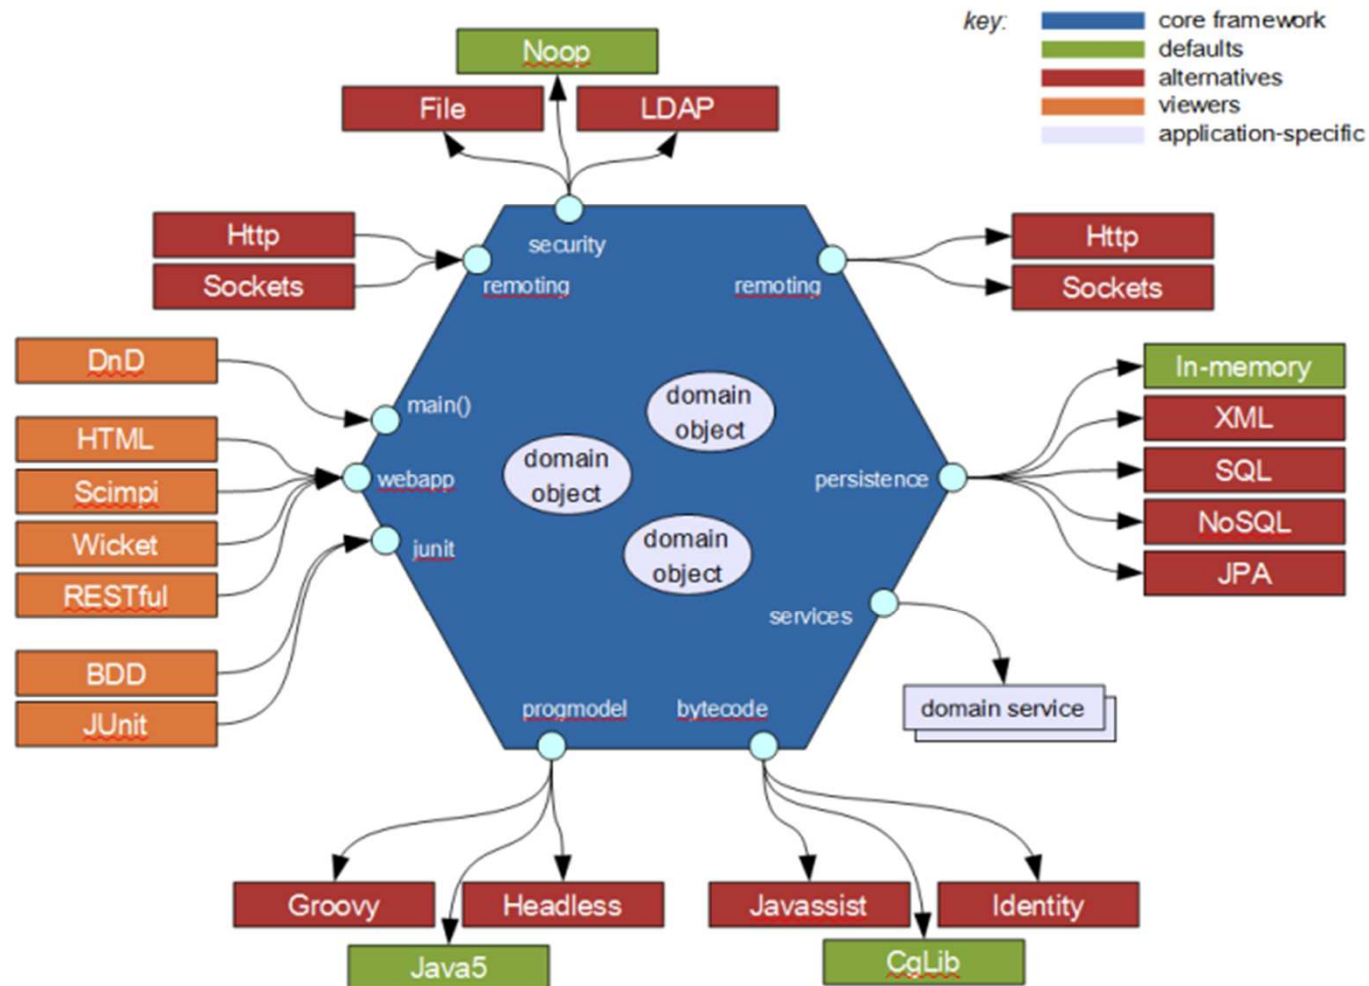 key:
core framework
defaults
alternatives
viewers
application-specific
Noop
File
LDAP
Http
Sockets
security
remoting
remoting
Http
Sockets
DnD
HTML
Scimpi
Wicket
RESTful
BDD
JUnit
main()
webapp
junit
domain
object
domain
object
domain
object
persistence
services
In-memory
XML
SQL
NoSQL
JPA
domain service
progmodel
bytecode
Groovy
Headless
Java5
Javassist
Identity
CgLib